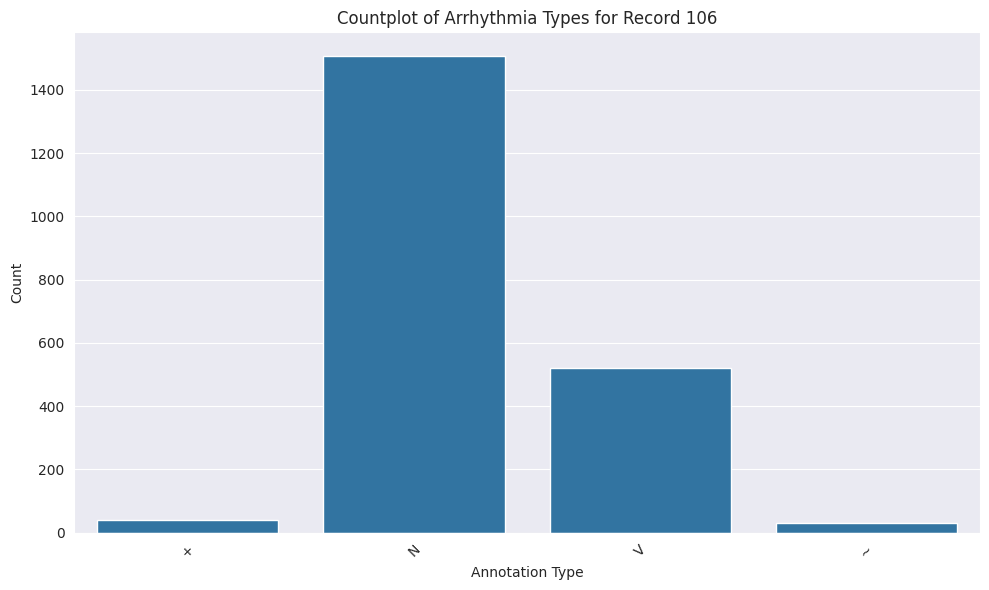 Countplot of Arrhythmia Types for Record 106
Count
1400
1200
1000
800
600
400
200
0
+ N V ~
Annotation Type